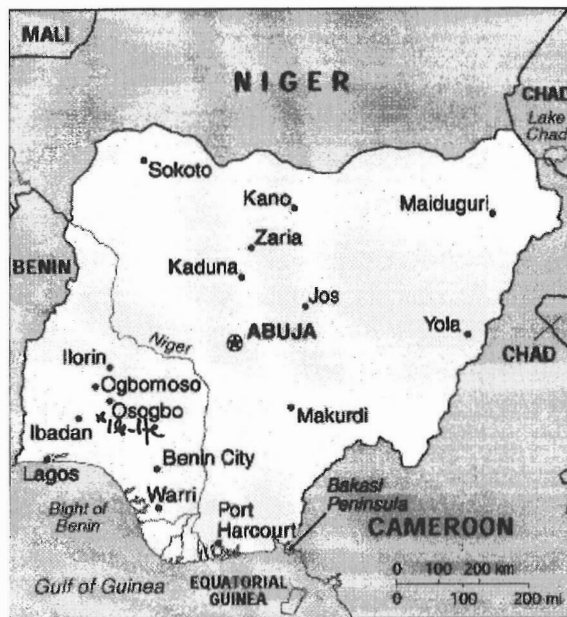 MALI
NIGER
CHAD
Lake
Chad
Sokoto
Kano
Maiduguri
Zaria
BENIN
Kaduna
Jos
ABUJA
Yola
CHAD
Niger
Ilorin
Ogbomoso
Osogbo
x Ile-Ife
Ibadan
Makurdi
Lagos
Benin City
Bight of
Benin
Warri
Port
Harcourt
Bakasi
Peninsula
CAMEROON
Gulf of Guinea
EQUATORIAL
GUINEA
0 100 200 km
0 100 200 mi